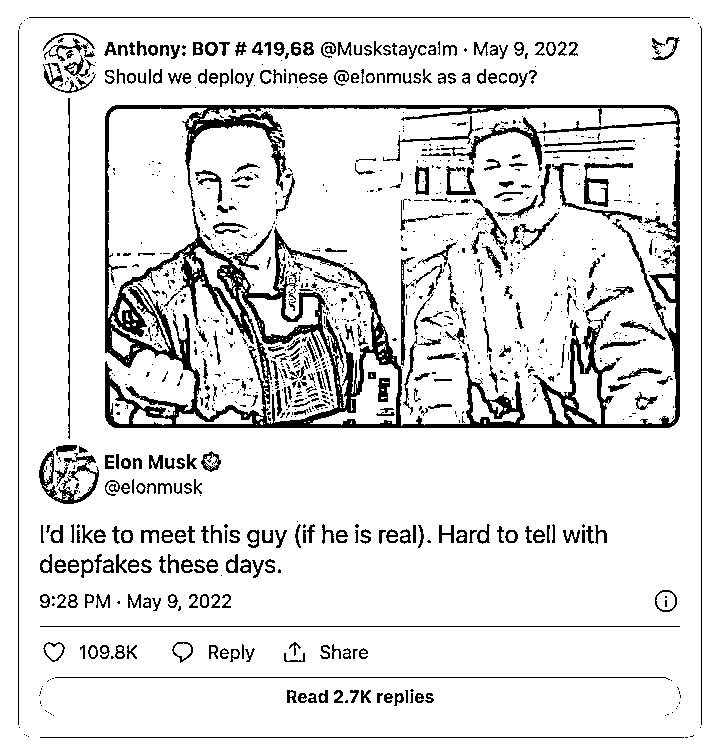 Anthony: BOT # 419,68 @Muskstaycalm · May 9, 2022
Should we deploy Chinese @elonmusk as a decoy?
Elon Musk
@elonmusk
I'd like to meet this guy (if he is real). Hard to tell with
deepfakes these days.
9:28 PM · May 9, 2022
109.8K Reply Share
Read 2.7K replies